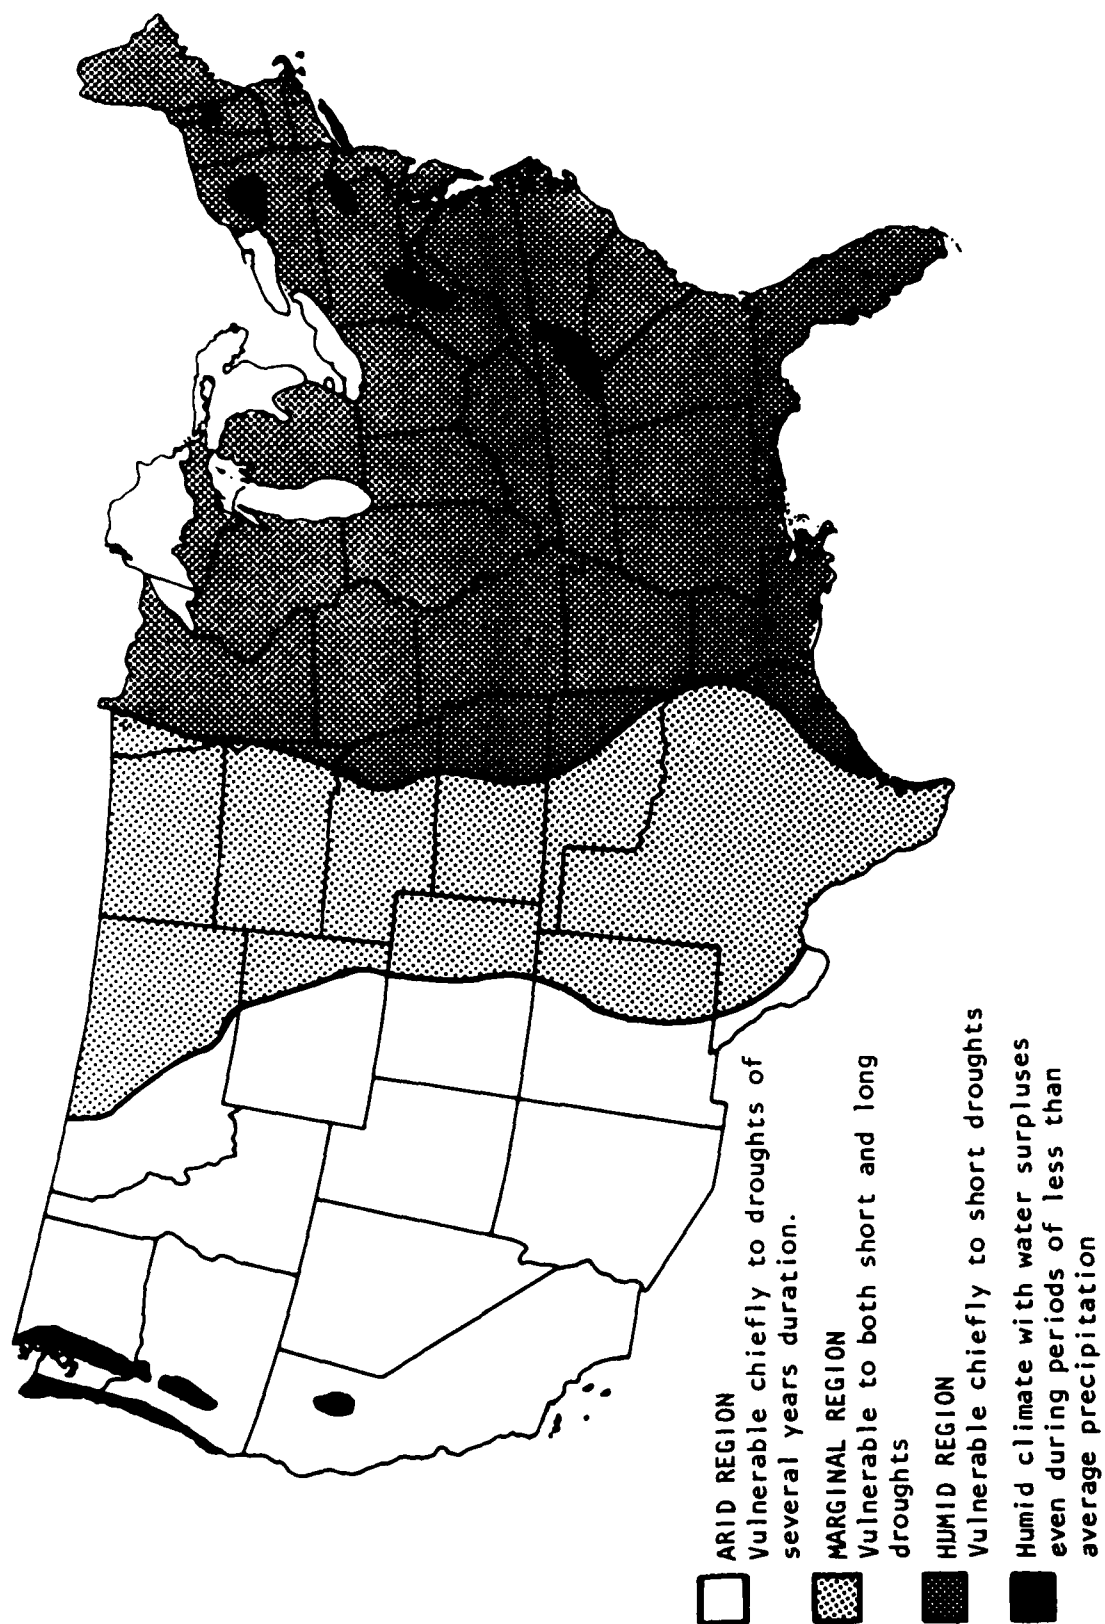 ARID REGION
Vulnerable chiefly to droughts of
several years duration.
MARGINAL REGION
Vulnerable to both short and long
droughts
HUMID REGION
Vulnerable chiefly to short droughts
Humid climate with water surpluses
even during periods of less than
average precipitation